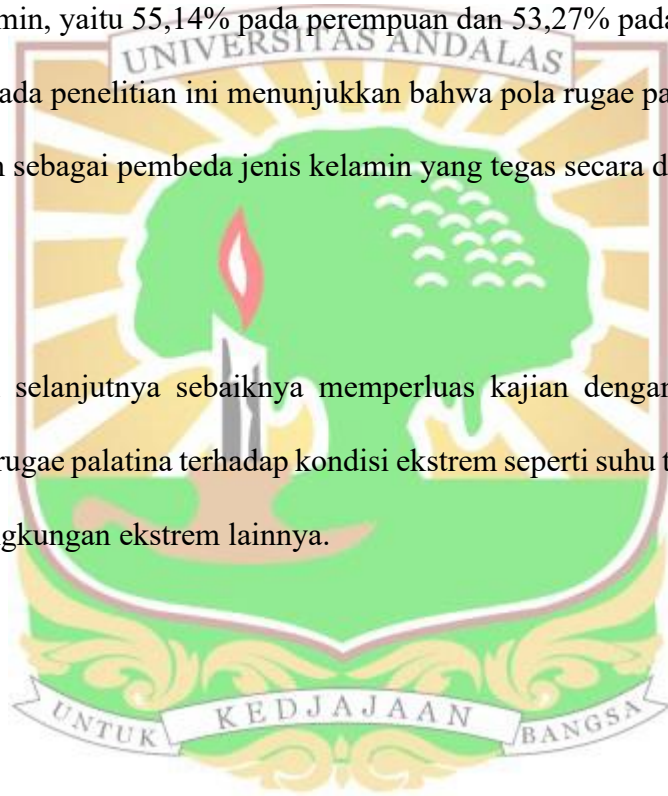 min, yaitu 55,14% pada perempuan dan 53,27% pada
UNIVERSITAS ANDALAS
ada penelitian ini menunjukkan bahwa pola rugae pa
sebagai pembeda jenis kelamin yang tegas secara d
selanjutnya sebaiknya memperluas kajian dengan
rugae palatina terhadap kondisi ekstrem seperti suhu t
gkungan ekstrem lainnya.
UNTUK KEDJAJAAN BANGSA